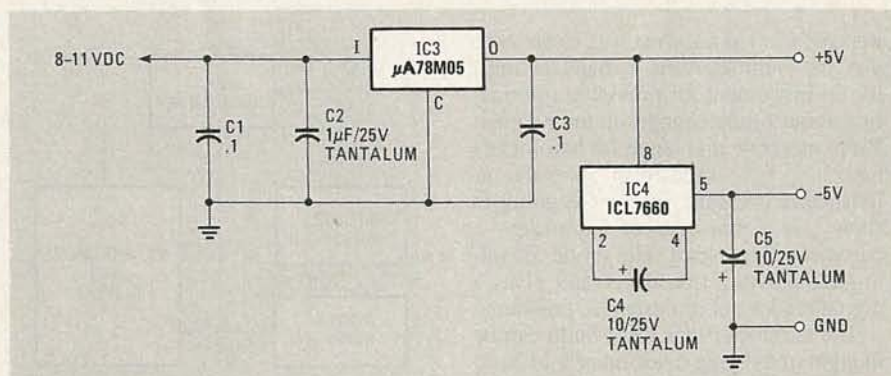 8–11 VDC
I
IC3
µA78M05
O
+5V
C
C1
.1
C2
1µF/25V
TANTALUM
C3
.1
8
IC4
ICL7660
5
–5V
2
4
+
C4
10/25V
TANTALUM
C5
10/25V
TANTALUM
+
GND